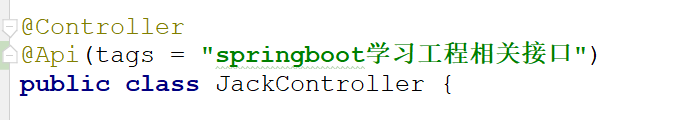 @Controller
@Api(tags = "springboot学习工程相关接口")
public class JackController {